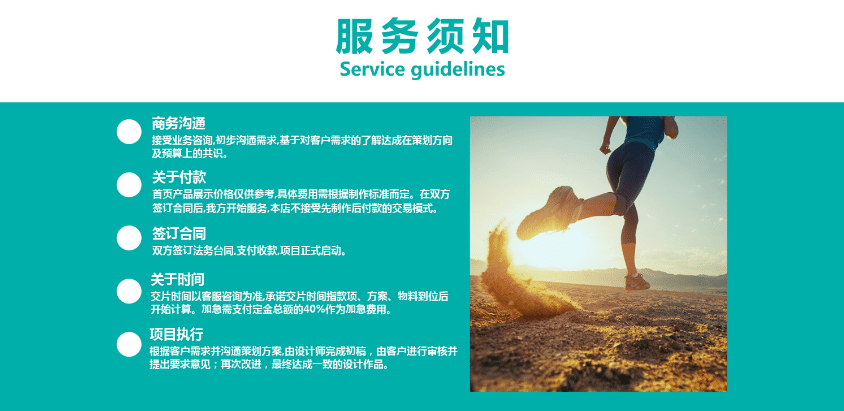 服务须知
Service guidelines
商务沟通
接受业务咨询,初步沟通需求,基于对客户需求的了解达成在策划方向
及预算上的共识。
关于付款
首页产品展示价格仅供参考,具体费用需根据制作标准而定。在双方
签订合同后,我方开始服务,本店不接受先制作后付款的交易模式。
签订合同
双方签订法务合同,支付收款,项目正式启动。
关于时间
交片时间以客服咨询为准,承诺交片时间指款项、方案、物料到位后
开始计算。加急需支付定金总额的40%作为加急费用。
项目执行
根据客户需求并沟通策划方案,由设计师完成初稿，由客户进行审核并
提出要求意见；再次改进，最终达成一致的设计作品。